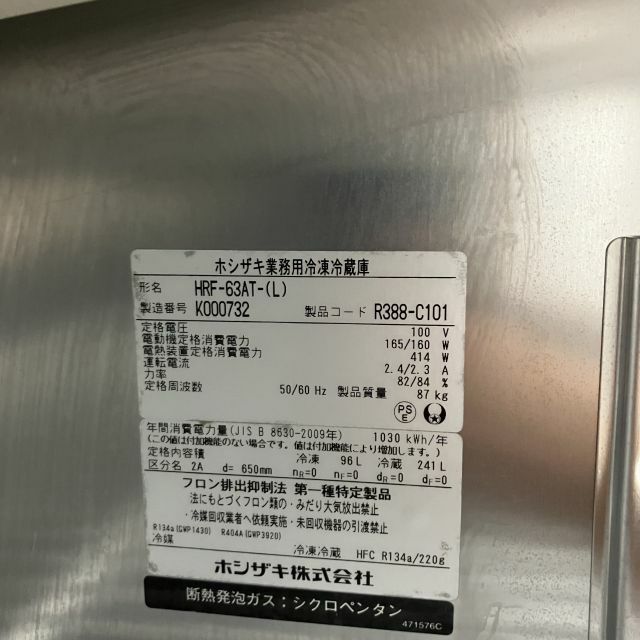 ホシザキ業務用冷凍冷蔵庫
形名 HRF-63AT-(L)
製造番号 K000732 製品コード R388-C101
定格電圧 100 V
電動機定格消費電力 165/160 W
電熱装置定格消費電力 414 W
運転電流 2.4/2.3 A
力率 82/84 %
定格周波数 50/60 Hz 製品質量 87 kg
PSE
年間消費電力量(JIS B 8630-2009年) 1030 kWh/年
(この値は付加機能のない場合です。値は付加機能により増加します。)
定格内容積 冷凍 96L 冷蔵 241L
区分名 2A d= 650mm nR=0 nF=0 dR=0 dF=0
フロン排出抑制法 第一種特定製品
法にもとづくフロン類の・みだり大気放出禁止
・冷媒回収業者へ依頼実施・未回収機器の引渡禁止
R134a(GWP1430) R404A(GWP3920)
冷媒 冷凍冷蔵 HFC R134a/220g
ホシザキ株式会社
断熱発泡ガス:シクロペンタン
471576C